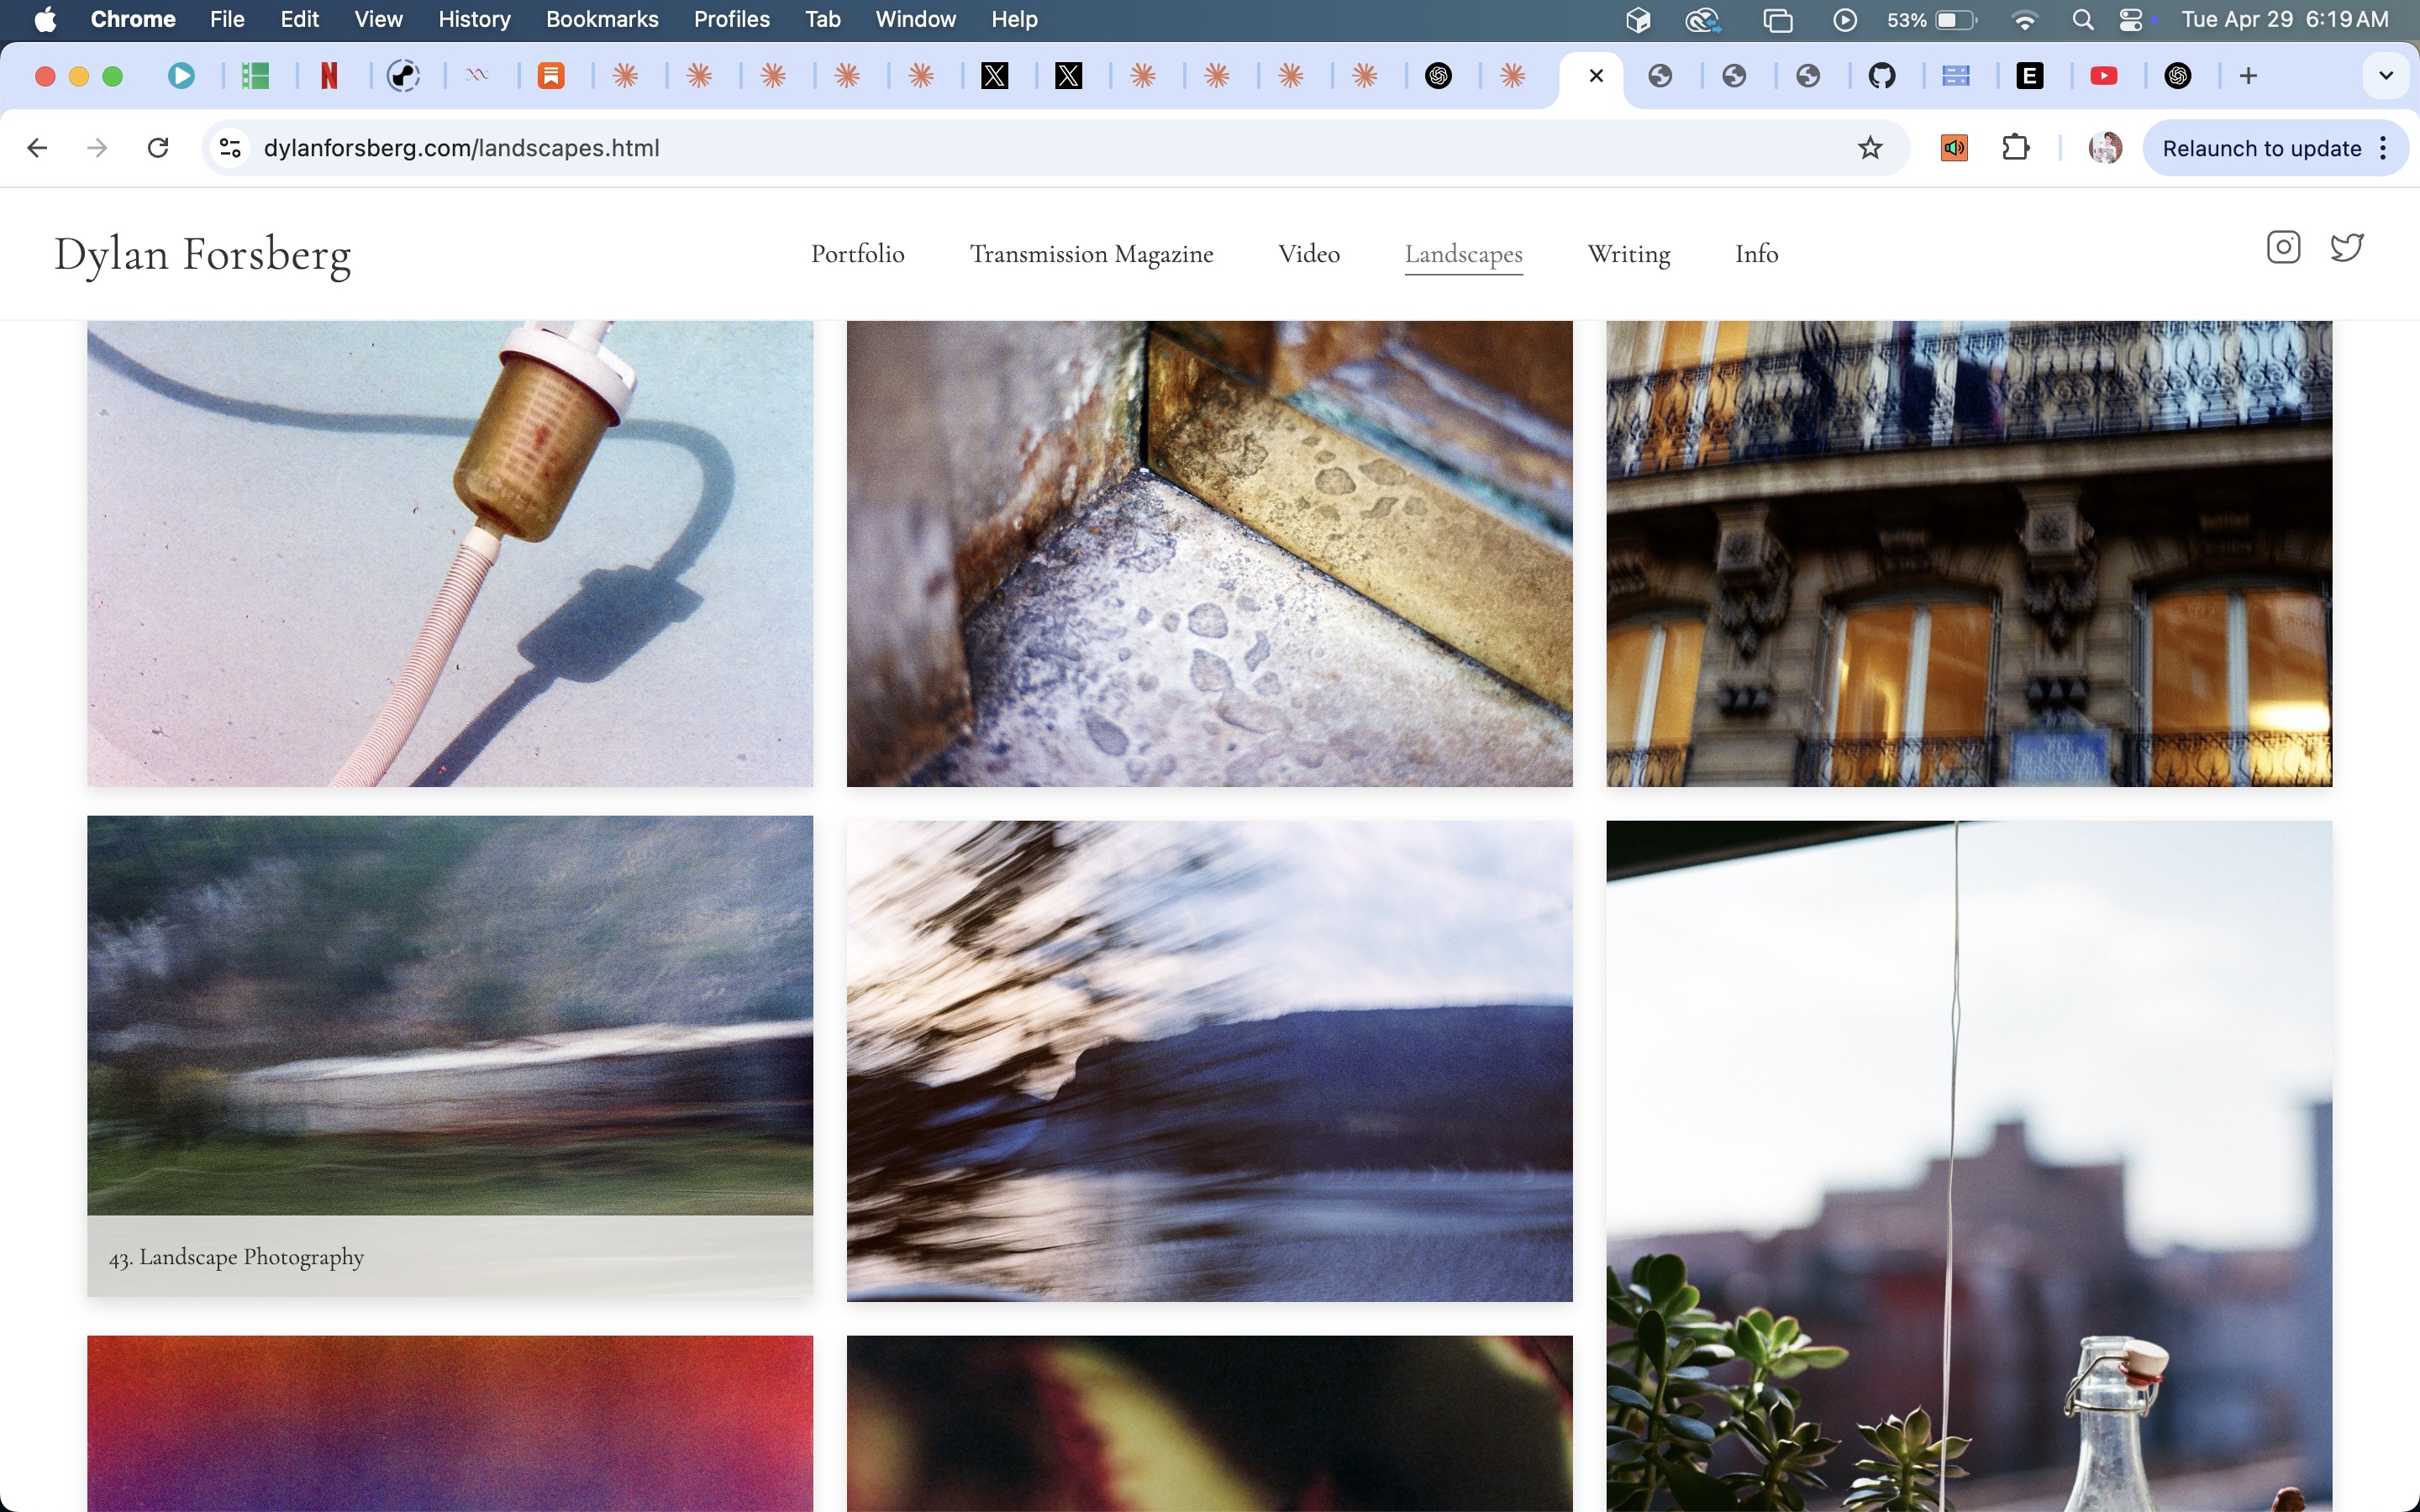 Chrome File Edit View History Bookmarks Profiles Tab Window Help 53% Tue Apr 29 6:19 AM
dylanforsberg.com/landscapes.html Relaunch to update
Dylan Forsberg Portfolio Transmission Magazine Video Landscapes Writing Info
43. Landscape Photography